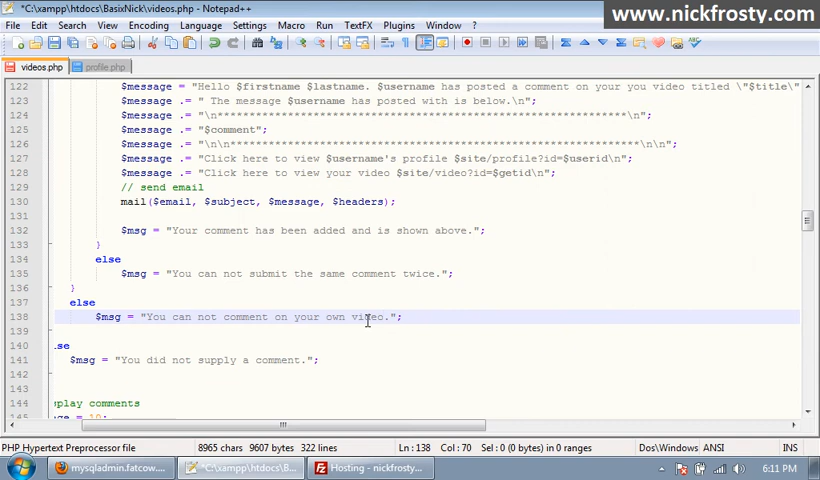 *C:\xampp\htdocs\BasixNick\videos.php - Notepad++
www.nickfrosty.com
File Edit Search View Encoding Language Settings Macro Run TextFX Plugins Window ?
videos.php profile.php
122 $message = "Hello $firstname $lastname. $username has posted a comment on your you video titled \"$title\"
123 $message .= " The message $username has posted with is below.\n";
124 $message .= "\n*************************************************************\n";
125 $message .= "$comment";
126 $message .= "\n\n*************************************************************\n\n";
127 $message .= "Click here to view $username's profile $site/profile?id=$userid\n";
128 $message .= "Click here to view your video $site/video?id=$getid\n";
129 // send email
130 mail($email, $subject, $message, $headers);
131
132 $msg = "Your comment has been added and is shown above.";
133 }
134 else
135 $msg = "You can not submit the same comment twice.";
136 }
137 else
138 $msg = "You can not comment on your own video.";
139
140 lse
141 $msg = "You did not supply a comment.";
142
143
144 play comments
145 age = 10;
PHP Hypertext Preprocessor file 8965 chars 9607 bytes 322 lines Ln : 138 Col : 70 Sel : 0 (0 bytes) in 0 ranges Dos\Windows ANSI INS
mysqladmin.fatcow.... *C:\xampp\htdocs\B... Hosting - nickfrosty... 6:11 PM